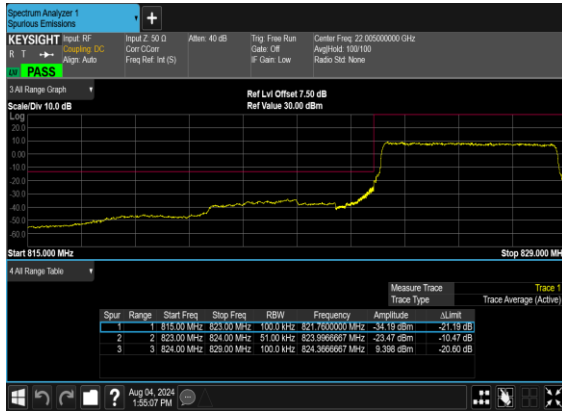 Spectrum Analyzer 1
Spurious Emissions
+
KEYSIGHT
R T
LV PASS
Input: RF
Coupling: DC
Align: Auto
Input Z: 50 Ω
Corr CCorr
Freq Ref: Int (S)
Atten: 40 dB
Trig: Free Run
Gate: Off
IF Gain: Low
Center Freq: 22.005000000 GHz
Avg|Hold: 100/100
Radio Std: None
3 All Range Graph
Scale/Div 10.0 dB
Ref Lvl Offset 7.50 dB
Ref Value 30.00 dBm
Log
20.0
10.0
0.00
-10.0
-20.0
-30.0
-40.0
-50.0
-60.0
Start 815.000 MHz
Stop 829.000 MHz
4 All Range Table
Measure Trace Trace 1
Trace Type Trace Average (Active)
Spur Range Start Freq Stop Freq RBW Frequency Amplitude ΔLimit
1 1 815.00 MHz 823.00 MHz 100.0 kHz 821.7600000 MHz -34.19 dBm -21.19 dB
2 2 823.00 MHz 824.00 MHz 51.00 kHz 823.9966667 MHz -23.47 dBm -10.47 dB
3 3 824.00 MHz 829.00 MHz 100.0 kHz 824.3666667 MHz 9.398 dBm -20.60 dB
?
Aug 04, 2024
1:55:07 PM